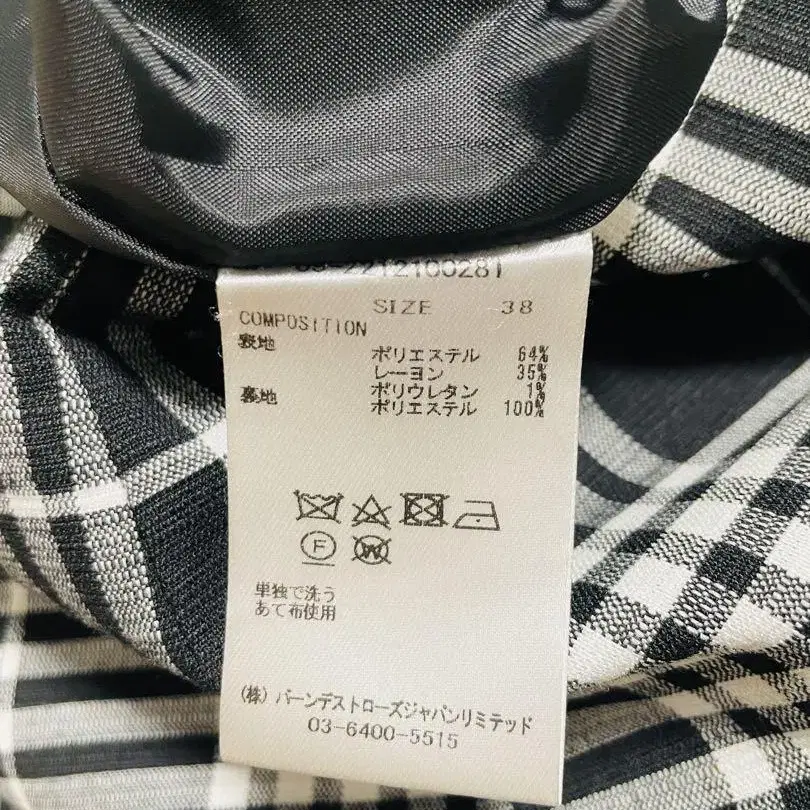 09-2212100281
SIZE 38
COMPOSITION
表地 ポリエステル 64%
レーヨン 35%
ポリウレタン 1%
裏地 ポリエステル 100%
F W
単独で洗う
あて布使用
(株) バーンデストローズジャパンリミテッド
03-6400-5515